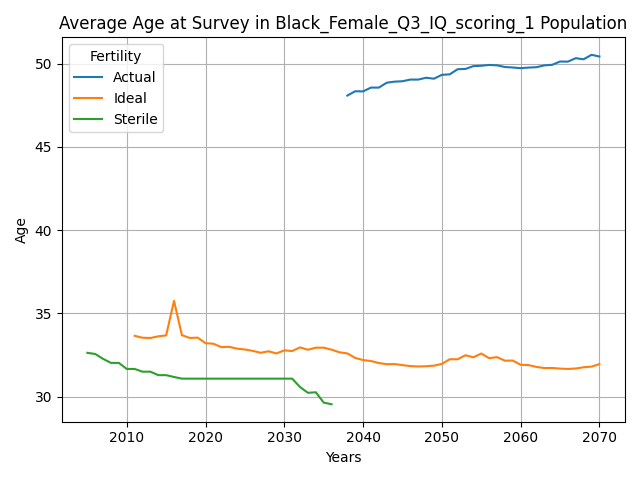 Average Age at Survey in Black_Female_Q3_IQ_scoring_1 Population
Fertility
Actual
Ideal
Sterile
Age
50
45
40
35
30
2010
2020
2030
2040
2050
2060
2070
Years